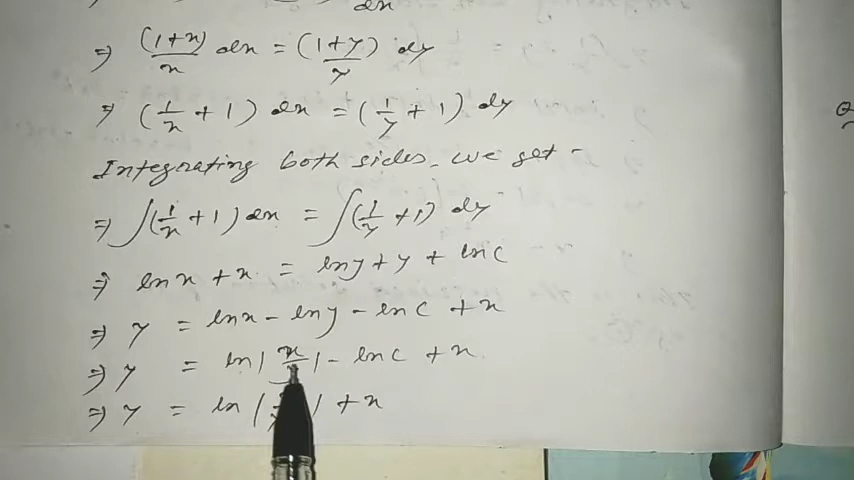 dx
⇒ (1+x)/x dx = (1+y)/y dy
⇒ (1/x + 1) dx = (1/y + 1) dy
Integrating both sides, we get -
⇒ ∫(1/x + 1) dx = ∫(1/y + 1) dy
⇒ ln x + x = ln y + y + ln c
⇒ y = ln x - ln y - ln c + x
⇒ y = ln |x/y| - ln c + x
⇒ y = ln | | + x